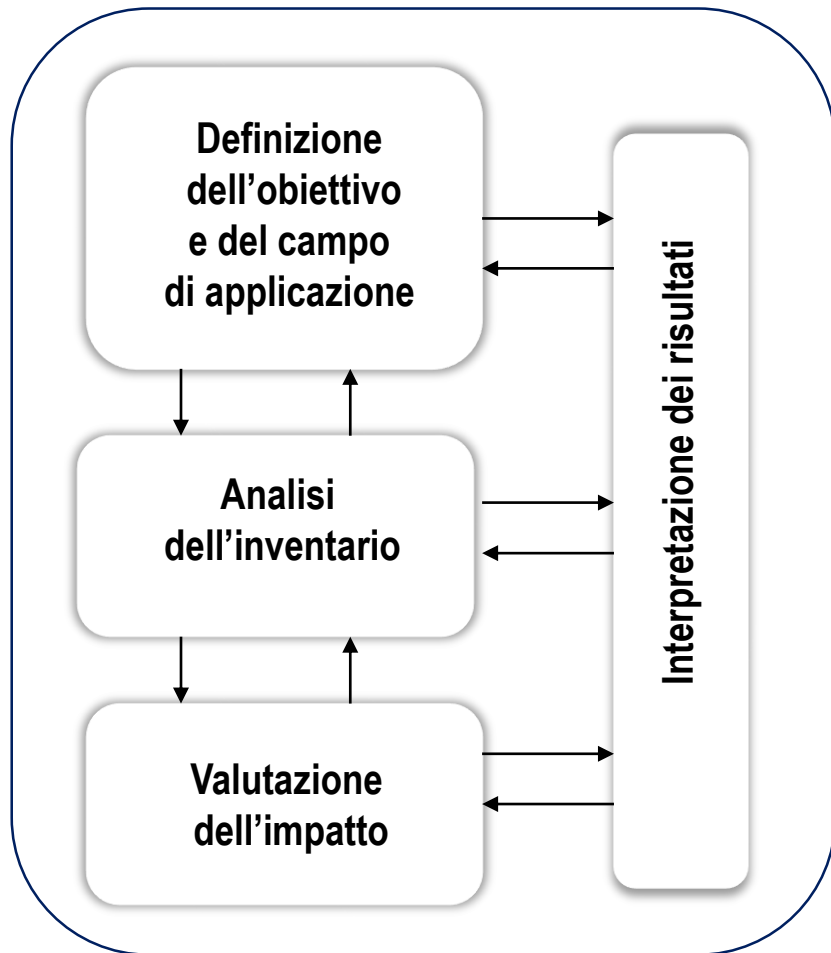 Definizione
dell’obiettivo
e del campo
di applicazione
Analisi
dell’inventario
Valutazione
dell’impatto
Interpretazione dei risultati